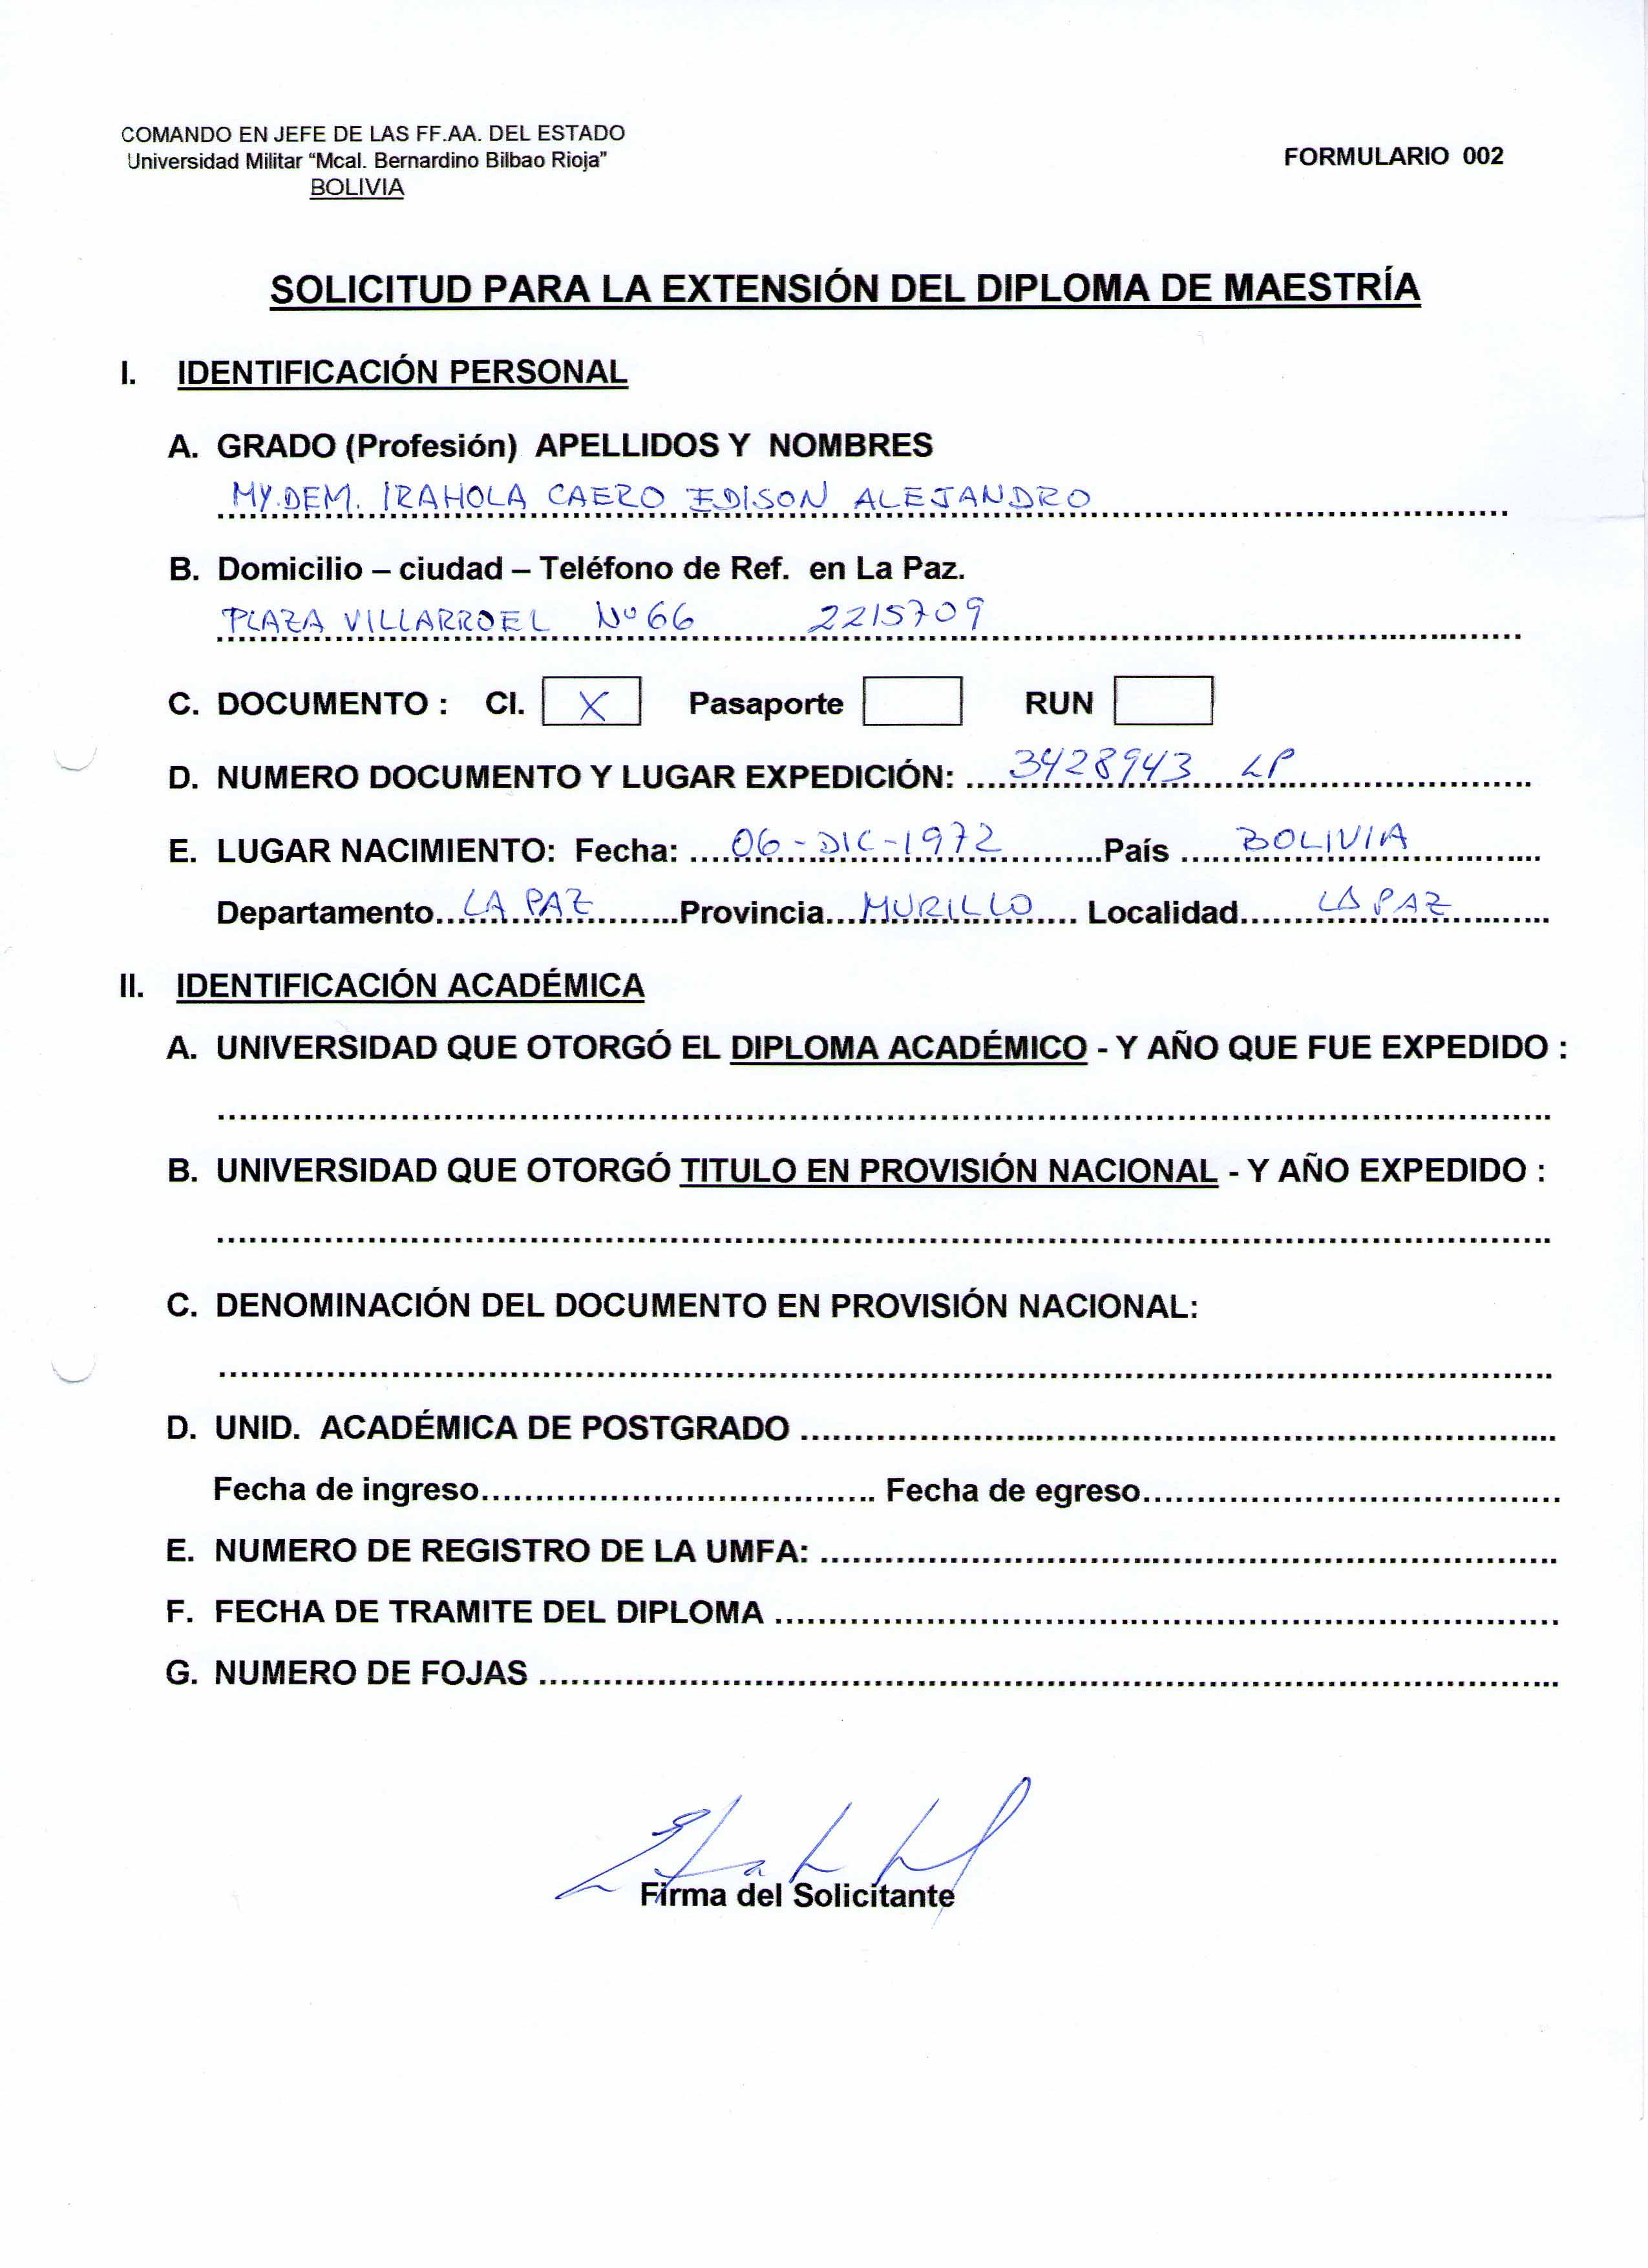 COMANDO EN JEFE DE LAS FF.AA. DEL ESTADO
Universidad Militar “Mcal. Bernardino Bilbao Rioja”
BOLIVIA
FORMULARIO 002
SOLICITUD PARA LA EXTENSIÓN DEL DIPLOMA DE MAESTRÍA
I. IDENTIFICACIÓN PERSONAL
A. GRADO (Profesión) APELLIDOS Y NOMBRES
MY.DEM. IRAHOLA CAERO EDISON ALEJANDRO
B. Domicilio – ciudad – Teléfono de Ref. en La Paz.
PLAZA VILLARROEL Nº 66 2215709
C. DOCUMENTO : CI. X Pasaporte RUN
D. NUMERO DOCUMENTO Y LUGAR EXPEDICIÓN: 3428943 LP
E. LUGAR NACIMIENTO: Fecha: 06-DIC-1972 País BOLIVIA
Departamento LA PAZ Provincia MURILLO Localidad LA PAZ
II. IDENTIFICACIÓN ACADÉMICA
A. UNIVERSIDAD QUE OTORGÓ EL DIPLOMA ACADÉMICO - Y AÑO QUE FUE EXPEDIDO :
B. UNIVERSIDAD QUE OTORGÓ TITULO EN PROVISIÓN NACIONAL - Y AÑO EXPEDIDO :
C. DENOMINACIÓN DEL DOCUMENTO EN PROVISIÓN NACIONAL:
D. UNID. ACADÉMICA DE POSTGRADO
Fecha de ingreso Fecha de egreso
E. NUMERO DE REGISTRO DE LA UMFA:
F. FECHA DE TRAMITE DEL DIPLOMA
G. NUMERO DE FOJAS
Firma del Solicitante